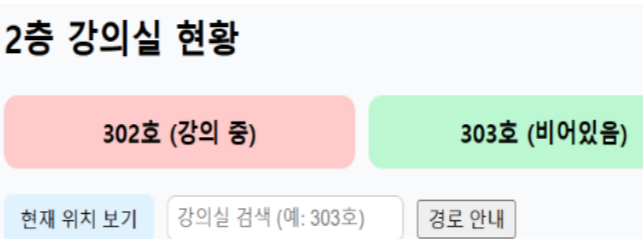 2층 강의실 현황
302호 (강의 중) 303호 (비어있음)
현재 위치 보기 강의실 검색 (예: 303호) 경로 안내